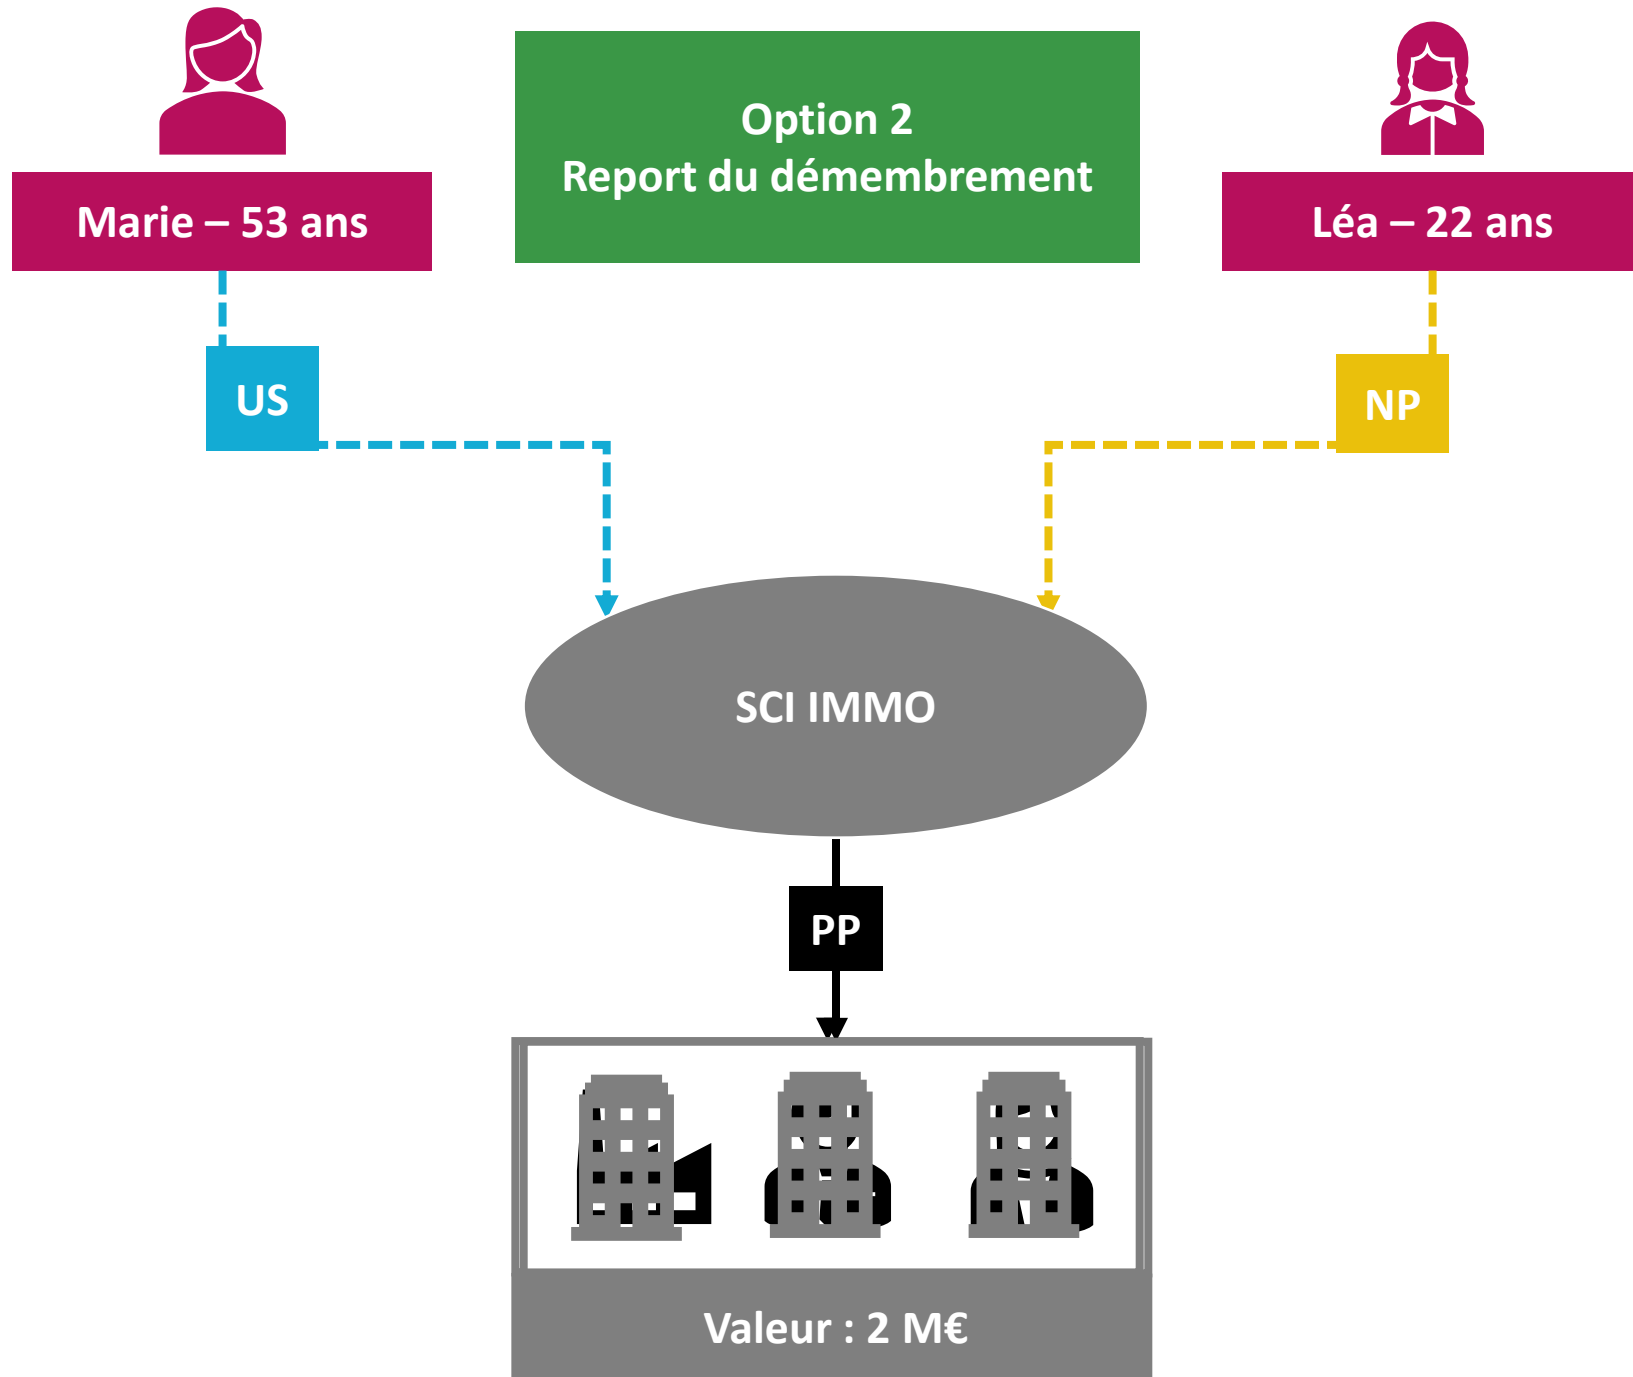 Option 2
Report du démembrement
Marie – 53 ans
Léa – 22 ans
US
NP
SCI IMMO
PP
Valeur : 2 M€